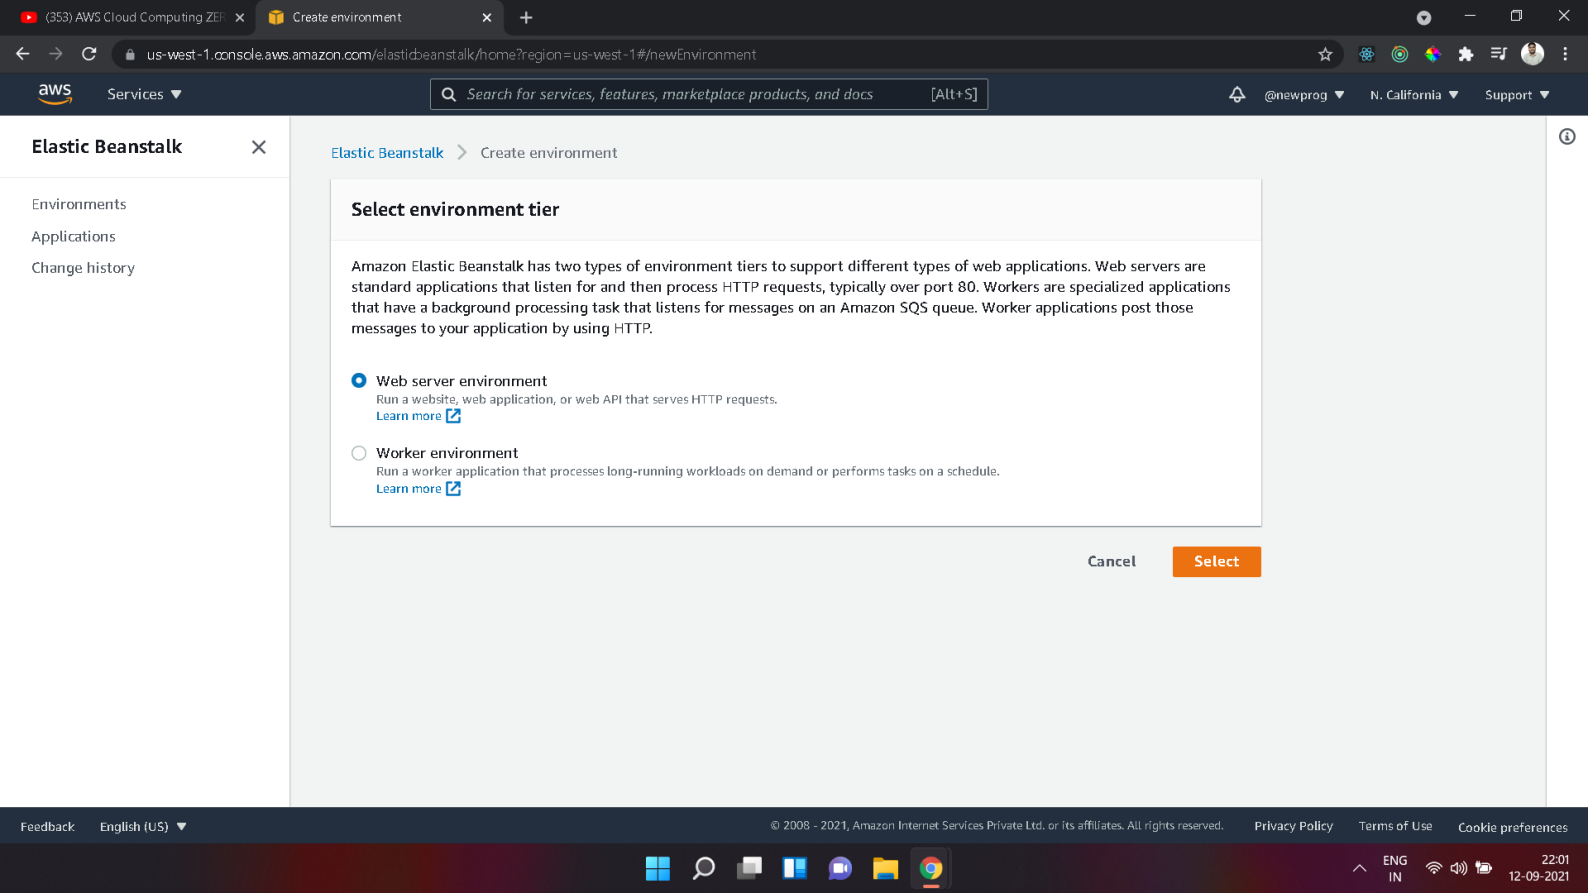 (353) AWS Cloud Computing ZER
Create environment
us-west-1.console.aws.amazon.com/elasticbeanstalk/home?region=us-west-1#/newEnvironment
aws
Services
Search for services, features, marketplace products, and docs [Alt+S]
@newprog
N. California
Support
Elastic Beanstalk
Environments
Applications
Change history
Elastic Beanstalk
Create environment
Select environment tier
Amazon Elastic Beanstalk has two types of environment tiers to support different types of web applications. Web servers are
standard applications that listen for and then process HTTP requests, typically over port 80. Workers are specialized applications
that have a background processing task that listens for messages on an Amazon SQS queue. Worker applications post those
messages to your application by using HTTP.
Web server environment
Run a website, web application, or web API that serves HTTP requests.
Learn more
Worker environment
Run a worker application that processes long-running workloads on demand or performs tasks on a schedule.
Learn more
Cancel
Select
Feedback
English (US)
© 2008 - 2021, Amazon Internet Services Private Ltd. or its affiliates. All rights reserved.
Privacy Policy
Terms of Use
Cookie preferences
ENG
IN
22:01
12-09-2021